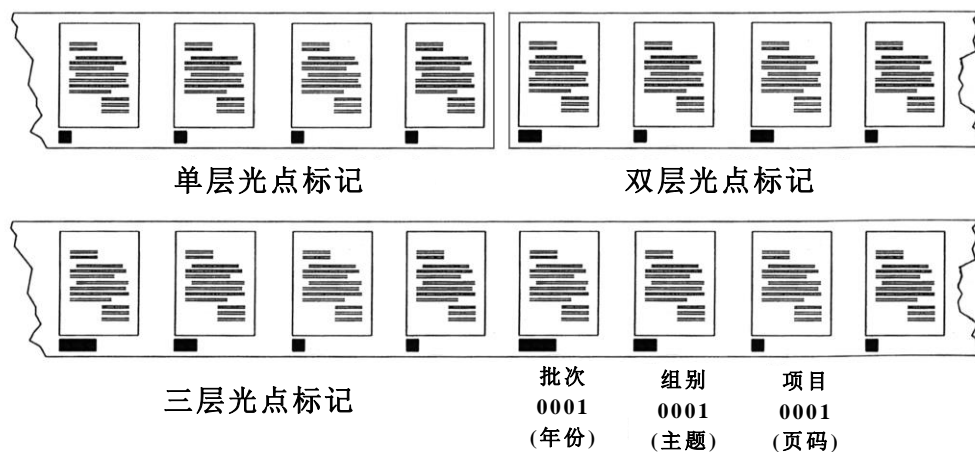 单层光点标记
双层光点标记
三层光点标记
批次
0001
(年份)
组别
0001
(主题)
项目
0001
(页码)